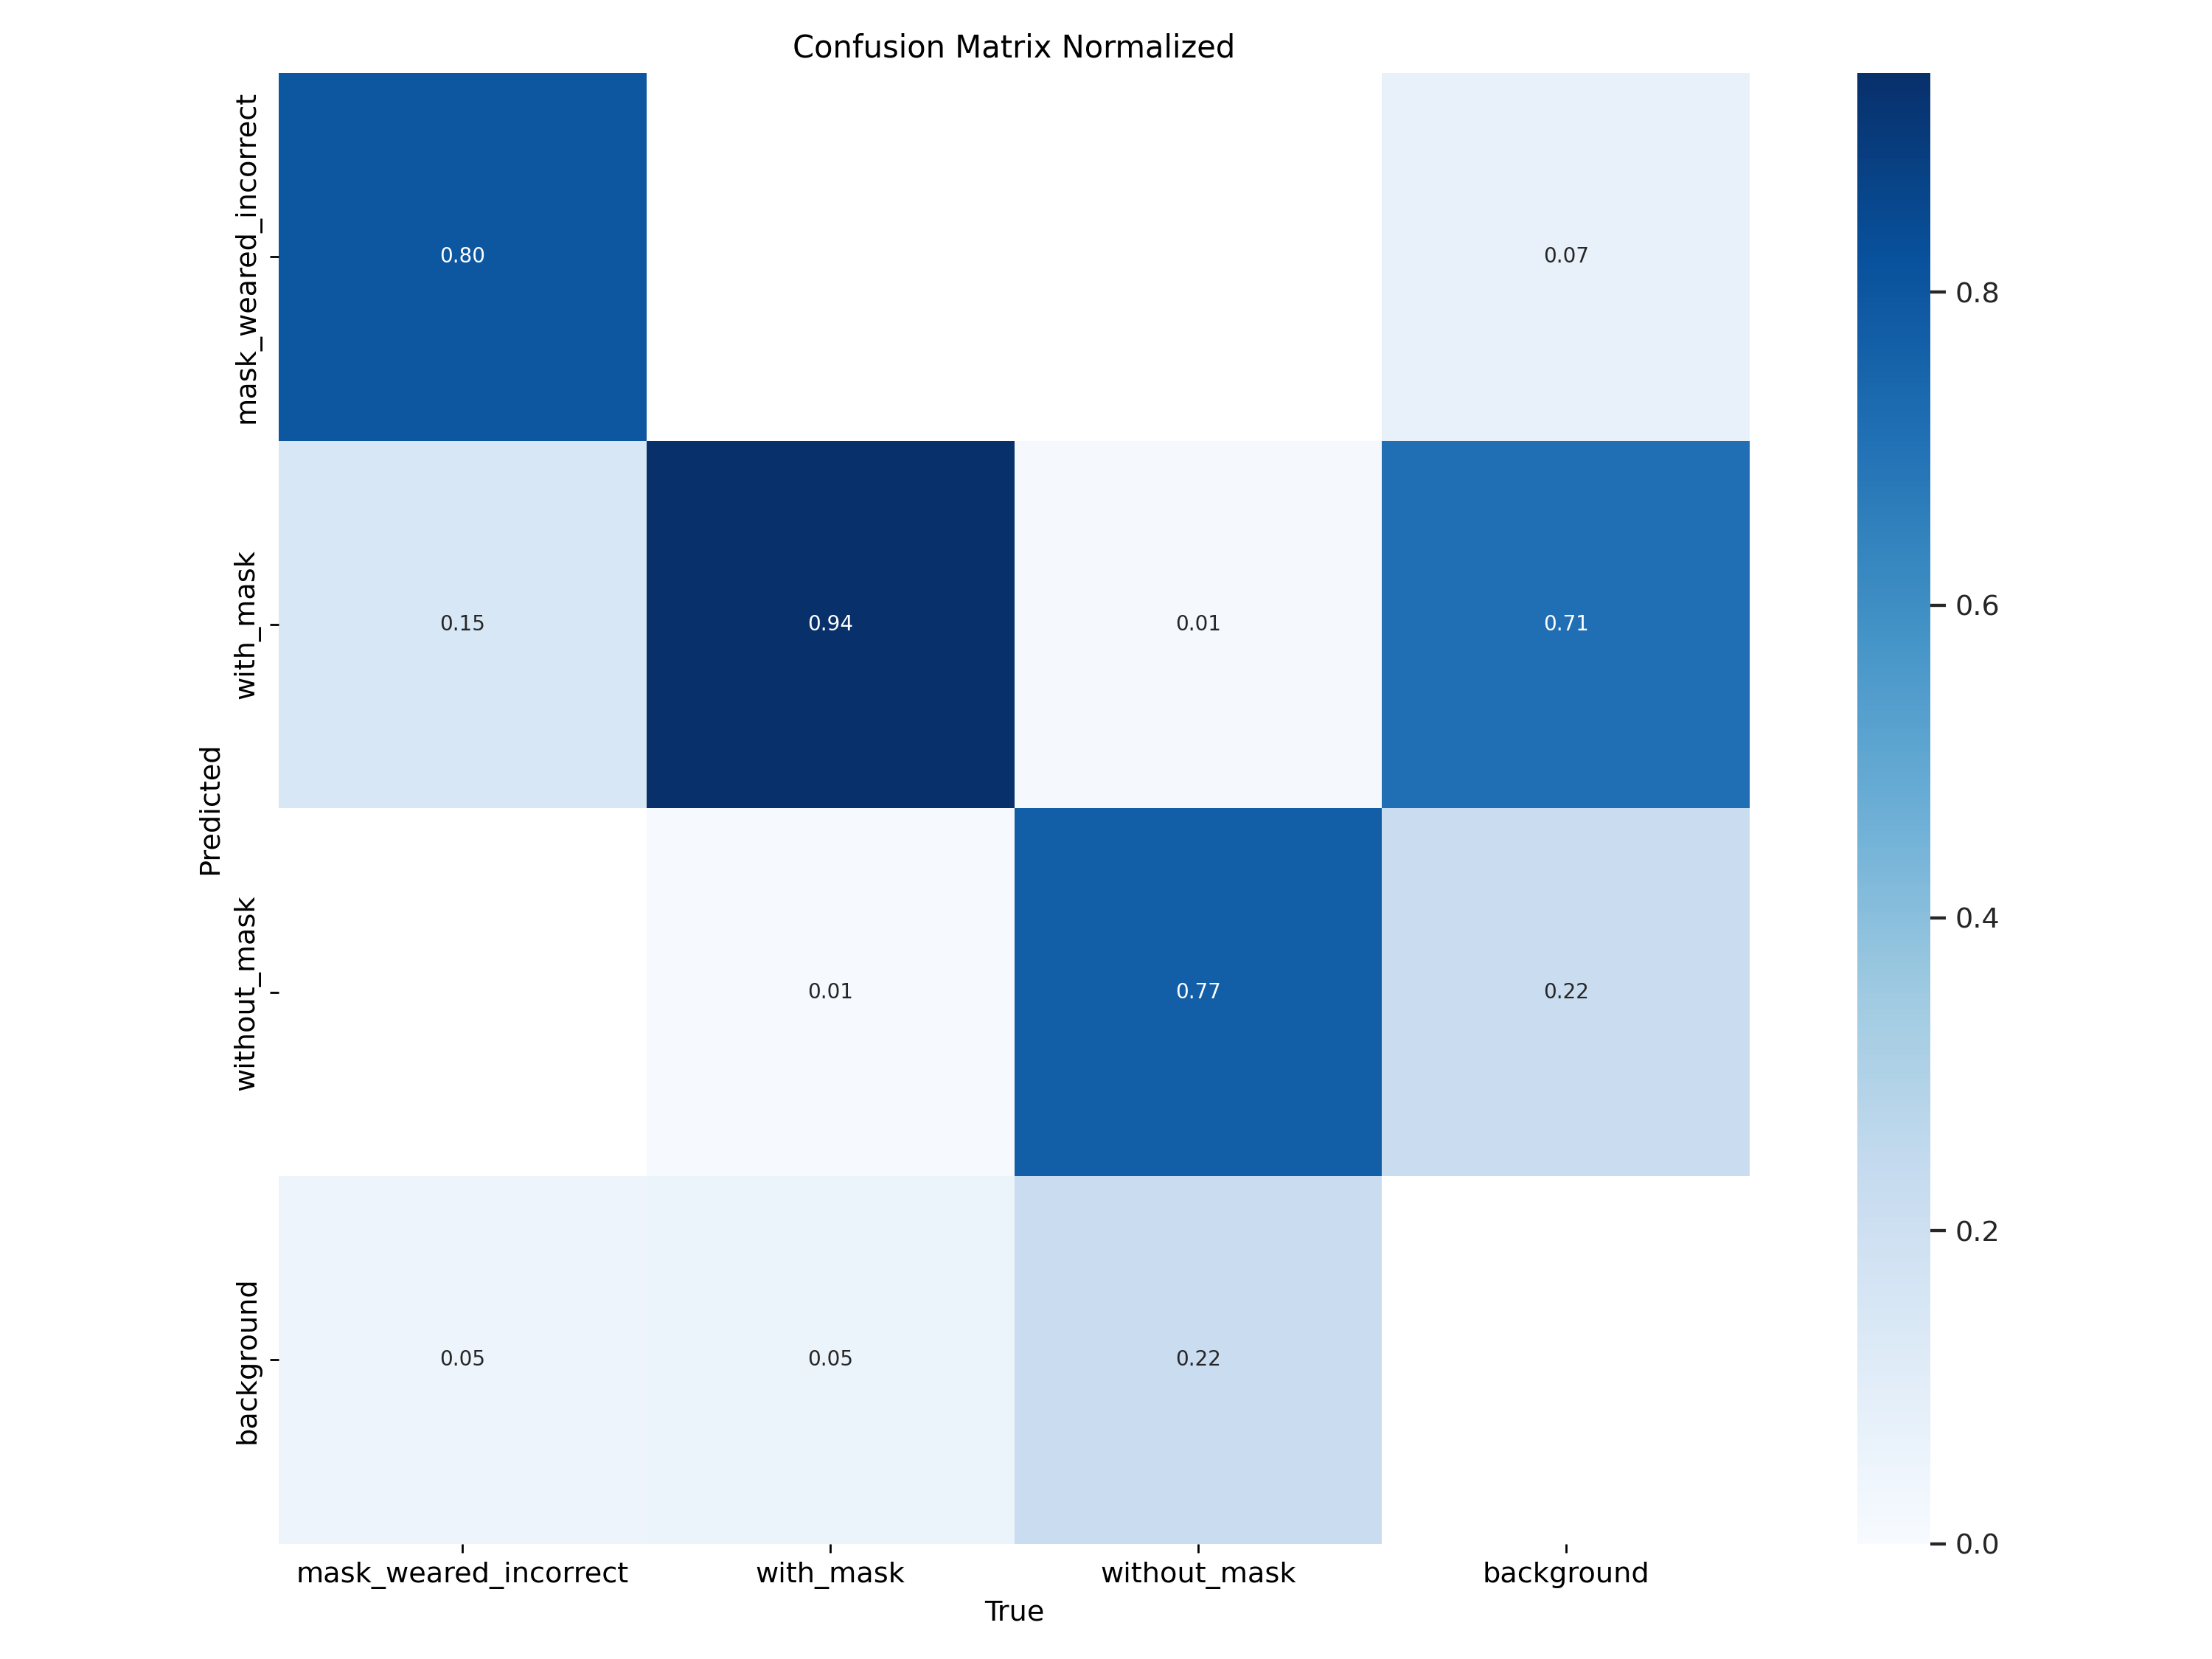 Confusion Matrix Normalized
mask_weared_incorrect
0.80
0.07
0.8
with_mask
0.15
0.94
0.01
0.71
0.6
Predicted
without_mask
0.01
0.77
0.22
0.4
background
0.05
0.05
0.22
0.2
0.0
mask_weared_incorrect
with_mask
without_mask
background
True